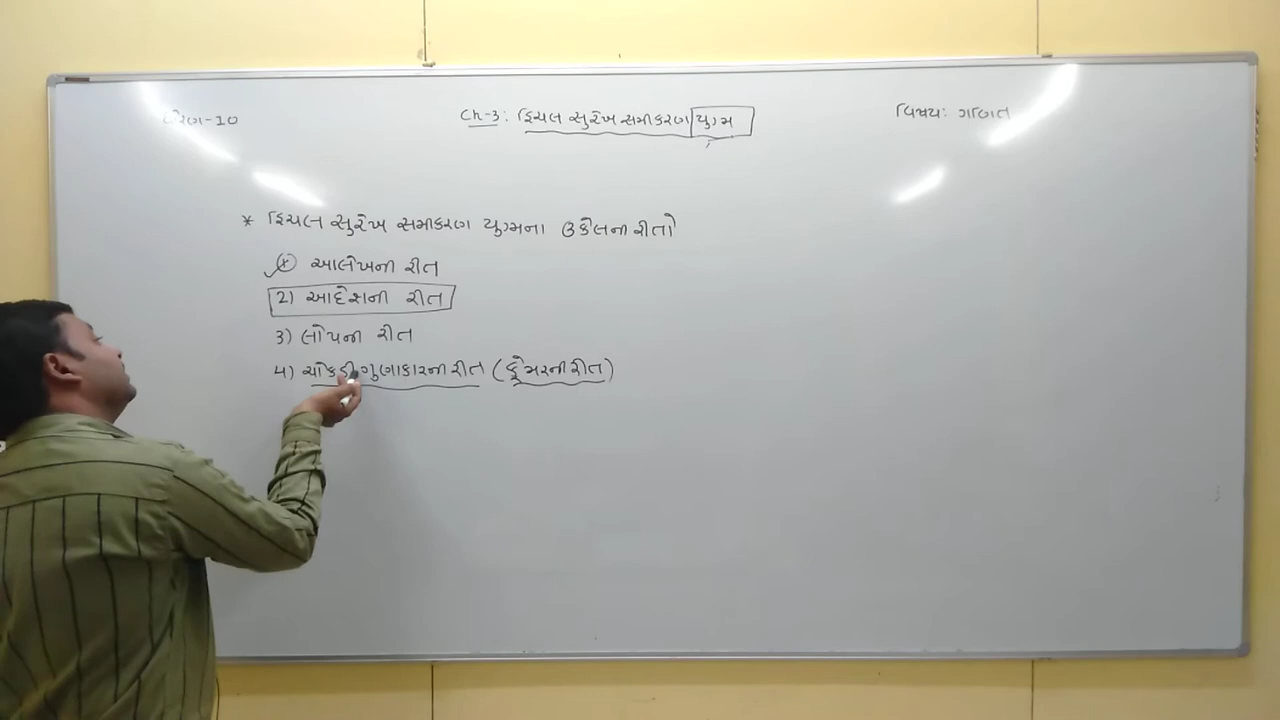 ધોરણ-10
Ch-3: દ્વિચલ સુરેખ સમીકરણ યુગ્મ
વિષય: ગણિત
* દ્વિચલ સુરેખ સમીકરણ યુગ્મના ઉકેલની રીતો
1) આલેખની રીત
2) આદેશની રીત
3) લોપની રીત
4) ચોકડી ગુણાકારની રીત (ક્રેમરની રીત)